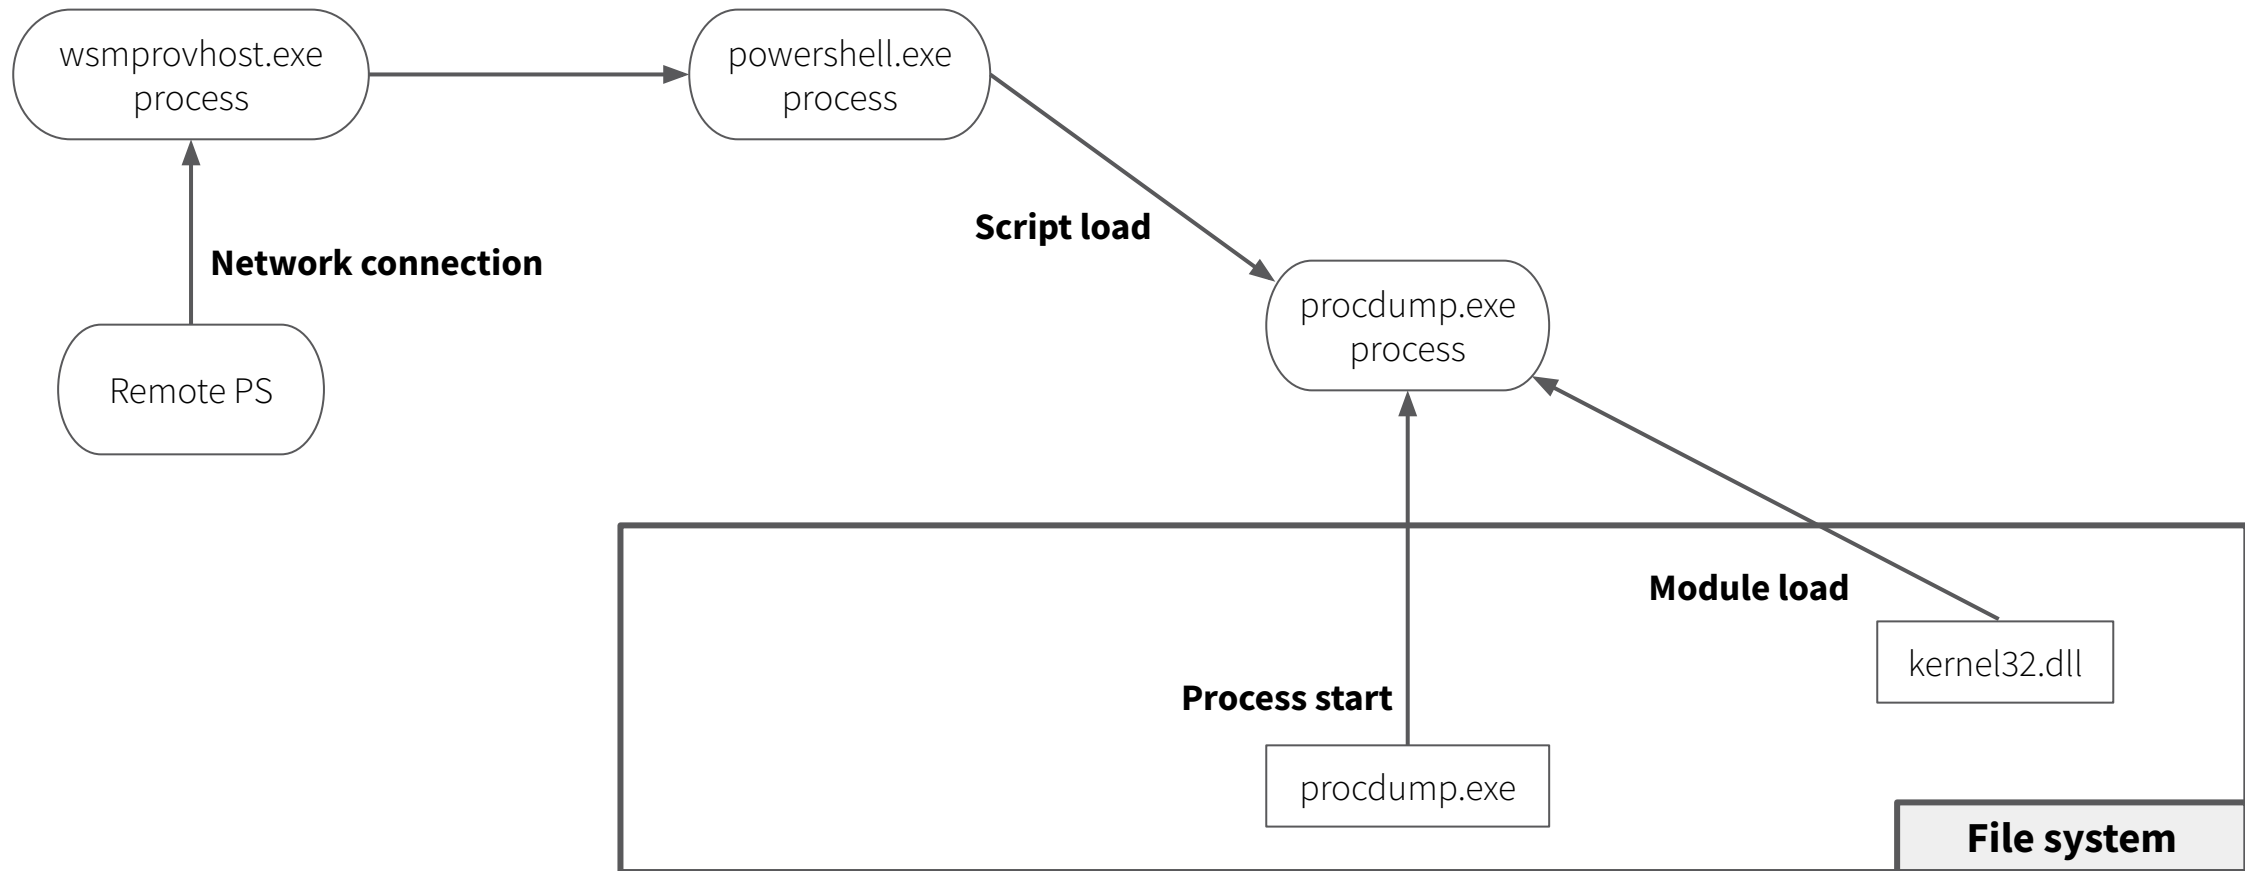 wsmprovhost.exe
process
powershell.exe
process
Script load
Network connection
procdump.exe
process
Remote PS
Module load
kernel32.dll
Process start
procdump.exe
File system